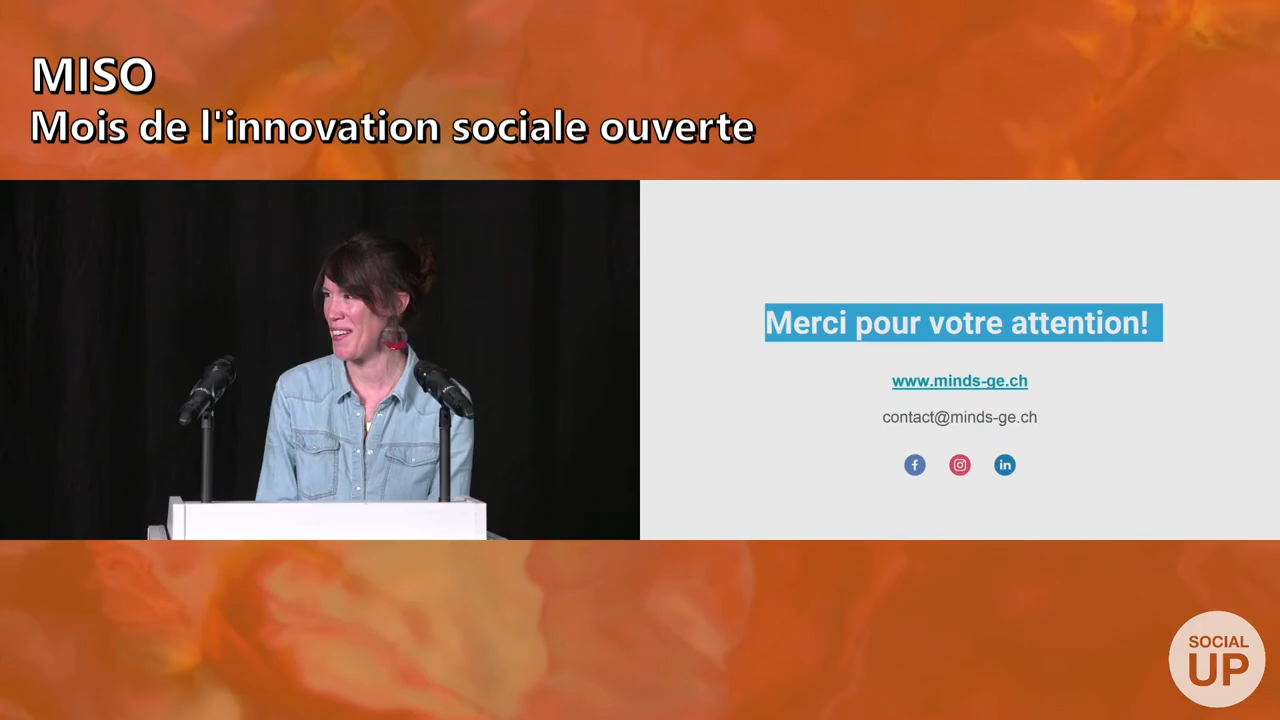 MISO
Mois de l'innovation sociale ouverte
Merci pour votre attention!
www.minds-ge.ch
contact@minds-ge.ch
f
in
SOCIAL
UP